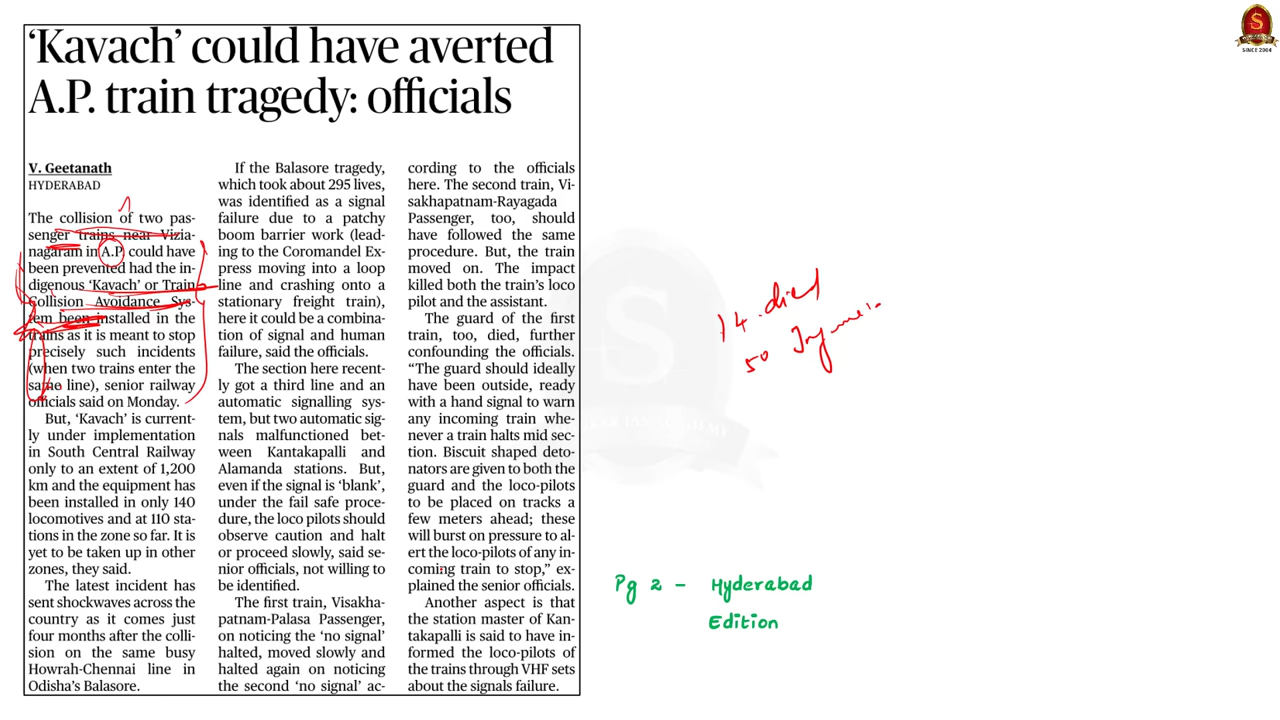 ‘Kavach’ could have averted
A.P. train tragedy: officials
V. Geetanath
HYDERABAD
The collision of two pas-
senger trains near Vizia-
nagaram in A.P. could have
been prevented had the in-
digenous ‘Kavach’ or Train
Collision Avoidance Sys-
tem been installed in the
trains as it is meant to stop
precisely such incidents
(when two trains enter the
same line), senior railway
officials said on Monday.
But, ‘Kavach’ is current-
ly under implementation
in South Central Railway
only to an extent of 1,200
km and the equipment has
been installed in only 140
locomotives and at 110 sta-
tions in the zone so far. It is
yet to be taken up in other
zones, they said.
The latest incident has
sent shockwaves across the
country as it comes just
four months after the colli-
sion on the same busy
Howrah-Chennai line in
Odisha’s Balasore.
If the Balasore tragedy,
which took about 295 lives,
was identified as a signal
failure due to a patchy
boom barrier work (lead-
ing to the Coromandel Ex-
press moving into a loop
line and crashing onto a
stationary freight train),
here it could be a combina-
tion of signal and human
failure, said the officials.
The section here recent-
ly got a third line and an
automatic signalling sys-
tem, but two automatic sig-
nals malfunctioned bet-
ween Kantakapalli and
Alamanda stations. But,
even if the signal is ‘blank’,
under the fail safe proce-
dure, the loco pilots should
observe caution and halt
or proceed slowly, said se-
nior officials, not willing to
be identified.
The first train, Visakha-
patnam-Palasa Passenger,
on noticing the ‘no signal’
halted, moved slowly and
halted again on noticing
the second ‘no signal’ ac-
cording to the officials
here. The second train, Vi-
sakhapatnam-Rayagada
Passenger, too, should
have followed the same
procedure. But, the train
moved on. The impact
killed both the train’s loco
pilot and the assistant.
The guard of the first
train, too, died, further
confounding the officials.
“The guard should ideally
have been outside, ready
with a hand signal to warn
any incoming train whe-
never a train halts mid sec-
tion. Biscuit shaped deto-
nators are given to both the
guard and the loco-pilots
to be placed on tracks a
few meters ahead; these
will burst on pressure to al-
ert the loco-pilots of any in-
coming train to stop,” ex-
plained the senior officials.
Another aspect is that
the station master of Kan-
takapalli is said to have in-
formed the loco-pilots of
the trains through VHF sets
about the signals failure.
14 died
50
Pg 2 - Hyderabad
Edition
S
SINCE 2004